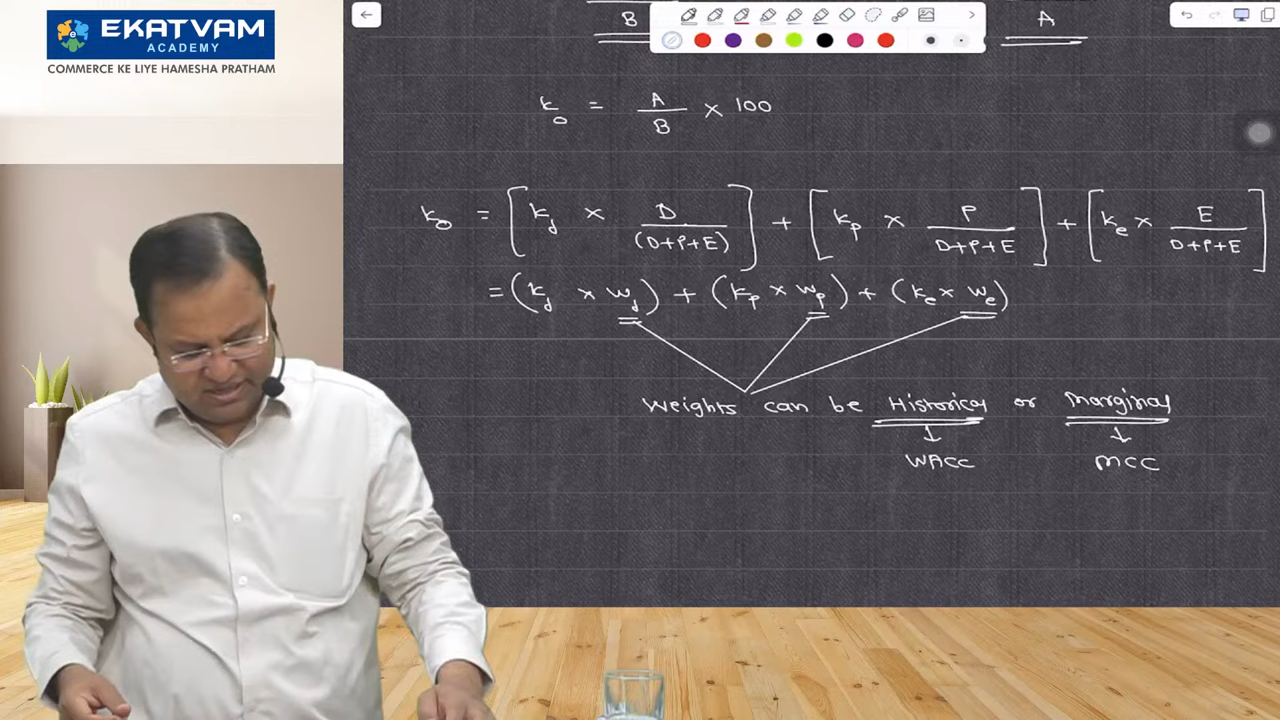 EKATVAM
ACADEMY
COMMERCE KE LIYE HAMESHA PRATHAM
B A
k₀ = A/B × 100
k₀ = [kd × D/(D+P+E)] + [kp × P/D+P+E] + [ke × E/D+P+E]
= (kd × wd) + (kp × wp) + (ke × we)
Weights can be Historical or Marginal
↓ ↓
WACC MCC